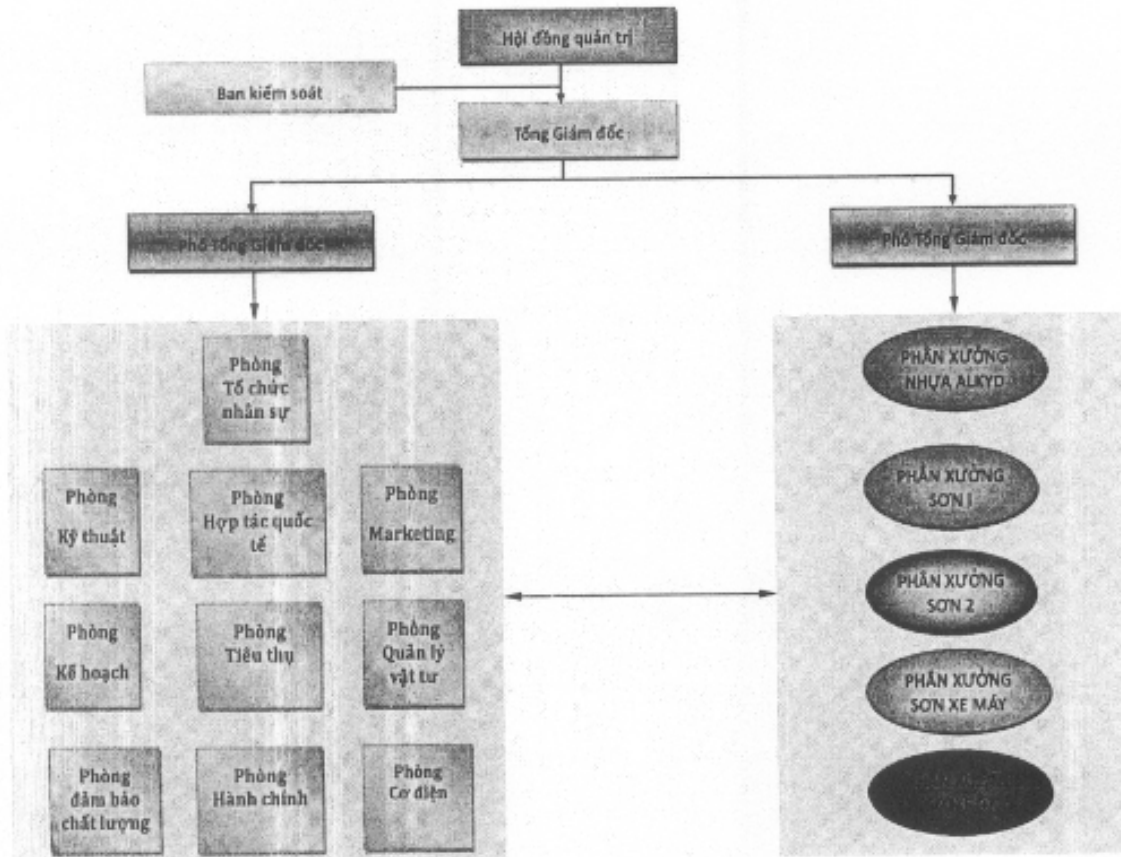 Hội đồng quản trị
Ban kiểm soát
Tổng Giám đốc
Phó Tổng Giám đốc
Phó Tổng Giám đốc
Phòng
Tổ chức
nhân sự
Phòng
Kỹ thuật
Phòng
Hợp tác quốc
tế
Phòng
Marketing
Phòng
Kế hoạch
Phòng
Tiêu thụ
Phòng
Quản lý
vật tư
Phòng
đảm bảo
chất lượng
Phòng
Hành chính
Phòng
Cơ điện
PHÂN XƯỞNG
NHỰA ALKYD
PHÂN XƯỞNG
SƠN 1
PHÂN XƯỞNG
SƠN 2
PHÂN XƯỞNG
SƠN XE MÁY